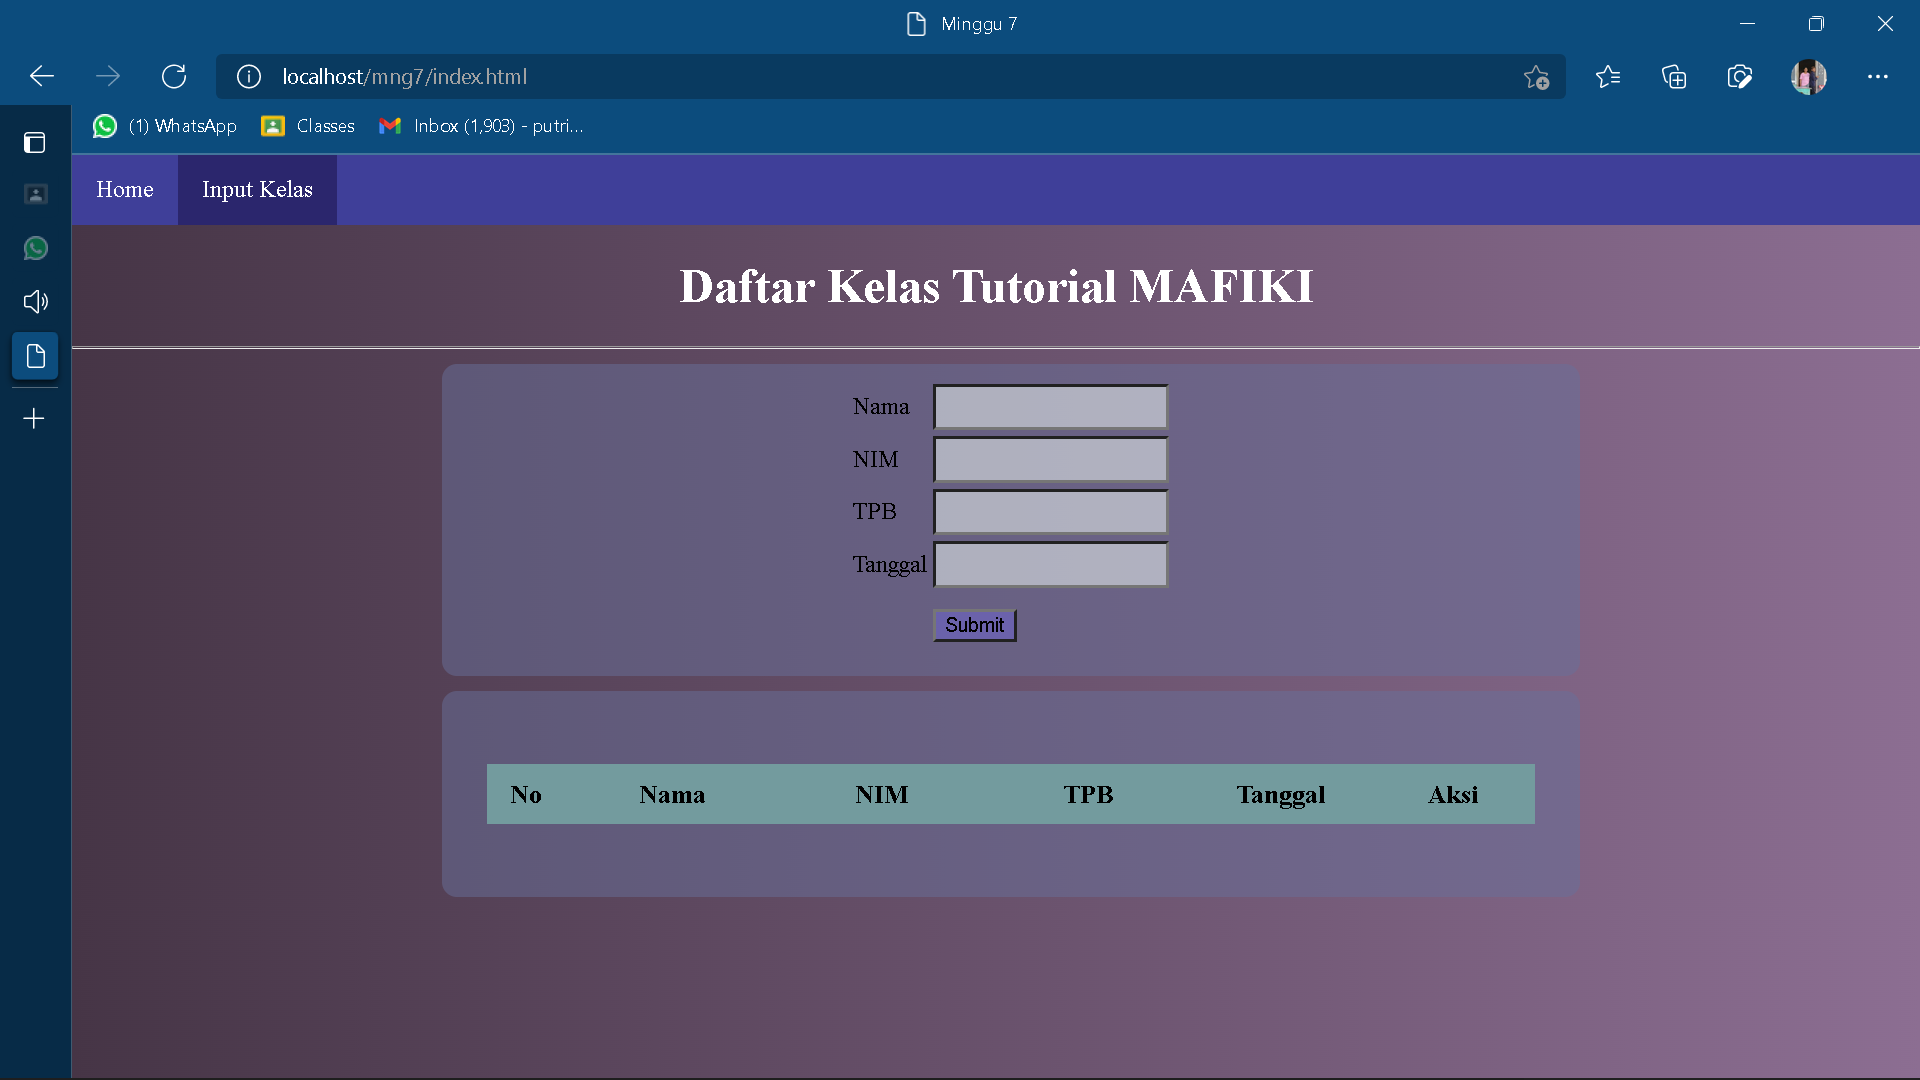 Minggu 7
localhost/mng7/index.html
(1) WhatsApp Classes Inbox (1,903) - putri...
Home Input Kelas
Daftar Kelas Tutorial MAFIKI
Nama
NIM
TPB
Tanggal
Submit
No Nama NIM TPB Tanggal Aksi